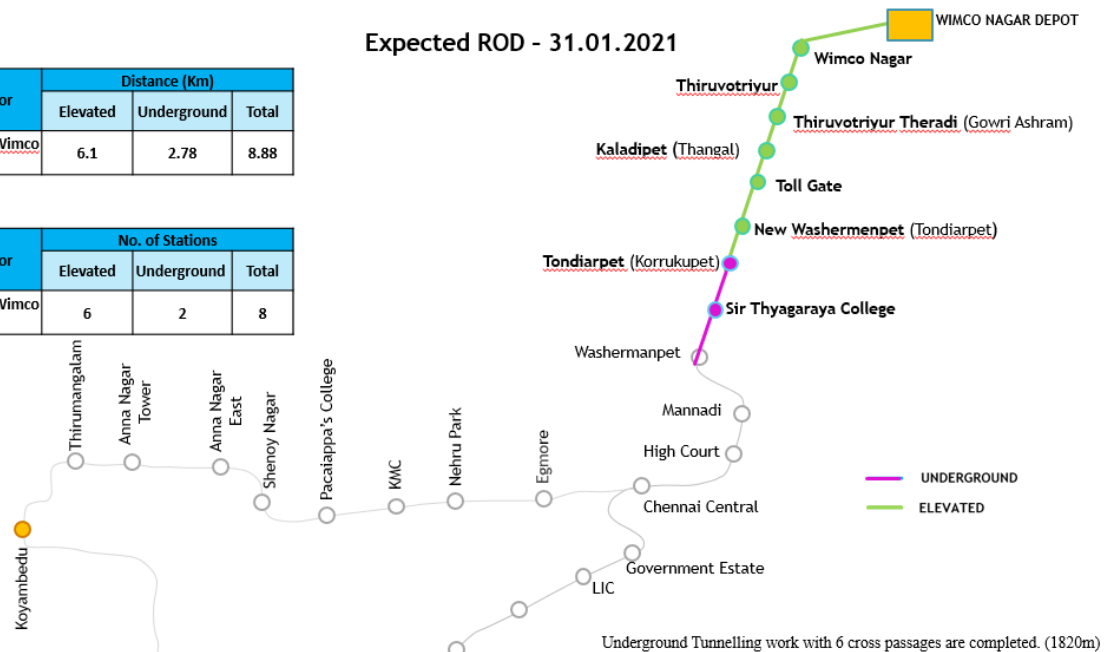 WIMCO NAGAR DEPOT
Expected ROD - 31.01.2021
Wimco Nagar
Thiruvotriyur
Thiruvotriyur Theradi (Gowri Ashram)
Kaladipet (Thangal)
Toll Gate
New Washermenpet (Tondiarpet)
Tondiarpet (Korrukupet)
Sir Thyagaraya College
Washermanpet
Mannadi
High Court
Chennai Central
Government Estate
LIC
or
Distance (Km)
Elevated Underground Total
Wimco
6.1 2.78 8.88
or
No. of Stations
Elevated Underground Total
Wimco
6 2 8
Thirumangalam
Anna Nagar
Tower
Anna Nagar
East
Shenoy Nagar
Pacaiappa's College
KMC
Nehru Park
Egmore
Koyambedu
UNDERGROUND
ELEVATED
Underground Tunnelling work with 6 cross passages are completed. (1820m)